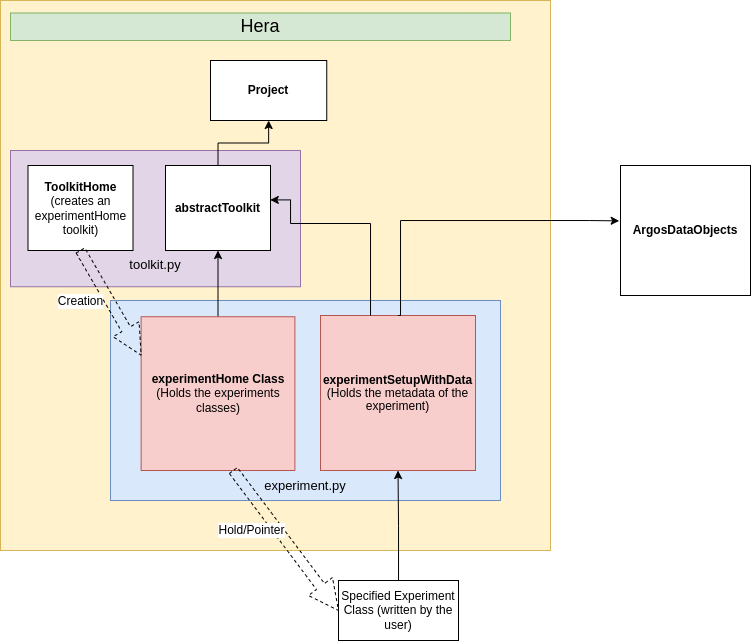 Hera
Project
ToolkitHome
(creates an
experimentHome
toolkit)
abstractToolkit
toolkit.py
ArgosDataObjects
Creation
experimentHome Class
(Holds the experiments
classes)
experimentSetupWithData
(Holds the metadata of the
experiment)
experiment.py
Hold/Pointer
Specified Experiment
Class (written by the
user)